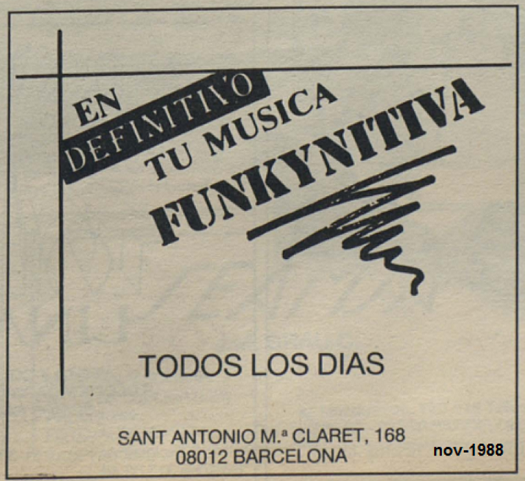 EN
DEFINITIVO
TU MUSICA
FUNKYNITIVA
TODOS LOS DIAS
SANT ANTONIO M.ª CLARET, 168
08012 BARCELONA
nov-1988